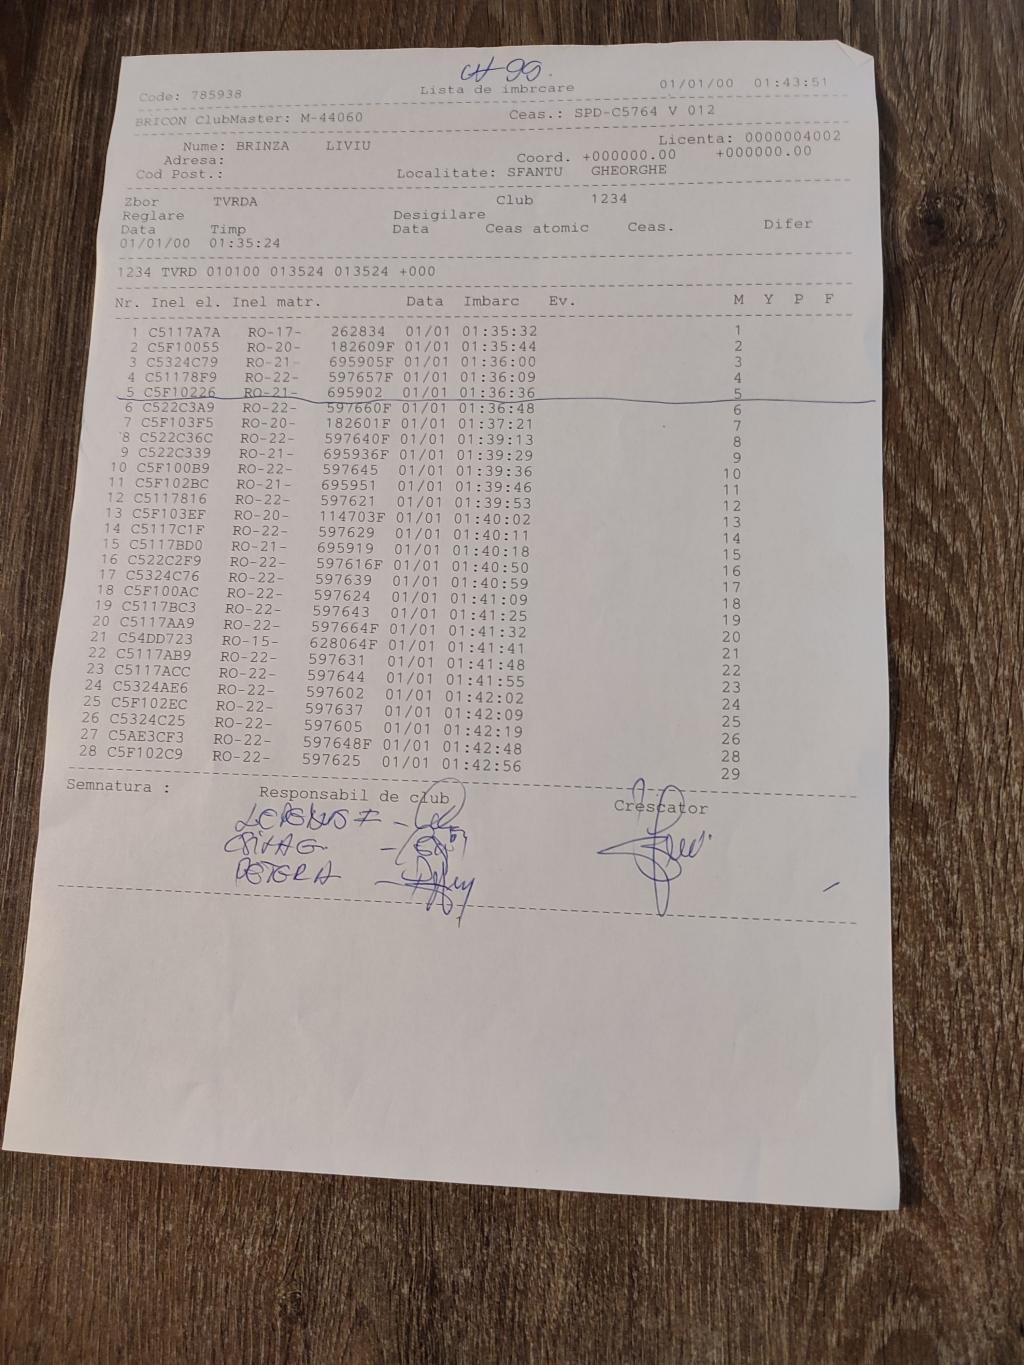 Code: 785938 Lista de imbrcare 01/01/00 01:43:51
BRICON ClubMaster: M-44060 Ceas.: SPD-C5764 V 012
Nume: BRINZA LIVIU Licenta: 0000004002
Adresa: Coord. +000000.00 +000000.00
Cod Post.: Localitate: SFANTU GHEORGHE
Zbor TVRDA Club 1234
Reglare Desigilare
Data Timp Data Ceas atomic Ceas. Difer
01/01/00 01:35:24
1234 TVRD 010100 013524 013524 +000
Nr. Inel el. Inel matr. Data Imbarc Ev. M Y P F
1 C5117A7A RO-17- 262834 01/01 01:35:32 1
2 C5F10055 RO-20- 182609F 01/01 01:35:44 2
3 C5324C79 RO-21- 695905F 01/01 01:36:00 3
4 C51178F9 RO-22- 597657F 01/01 01:36:09 4
5 C5F10226 RO-21- 695902 01/01 01:36:36 5
6 C522C3A9 RO-22- 597660F 01/01 01:36:48 6
7 C5F103F5 RO-20- 182601F 01/01 01:37:21 7
8 C522C36C RO-22- 597640F 01/01 01:39:13 8
9 C522C339 RO-21- 695936F 01/01 01:39:29 9
10 C5F100B9 RO-22- 597645 01/01 01:39:36 10
11 C5F102BC RO-21- 695951 01/01 01:39:46 11
12 C5117816 RO-22- 597621 01/01 01:39:53 12
13 C5F103EF RO-20- 114703F 01/01 01:40:02 13
14 C5117C1F RO-22- 597629 01/01 01:40:11 14
15 C5117BD0 RO-21- 695919 01/01 01:40:18 15
16 C522C2F9 RO-22- 597616F 01/01 01:40:50 16
17 C5324C76 RO-22- 597639 01/01 01:40:59 17
18 C5F100AC RO-22- 597624 01/01 01:41:09 18
19 C5117BC3 RO-22- 597643 01/01 01:41:25 19
20 C5117AA9 RO-22- 597664F 01/01 01:41:32 20
21 C54DD723 RO-15- 628064F 01/01 01:41:41 21
22 C5117AB9 RO-22- 597631 01/01 01:41:48 22
23 C5117ACC RO-22- 597644 01/01 01:41:55 23
24 C5324AE6 RO-22- 597602 01/01 01:42:02 24
25 C5F102EC RO-22- 597637 01/01 01:42:09 25
26 C5324C25 RO-22- 597605 01/01 01:42:19 26
27 C5AE3CF3 RO-22- 597648F 01/01 01:42:48 28
28 C5F102C9 RO-22- 597625 01/01 01:42:56 29
Semnatura : Responsabil de club Crescator
PETER A